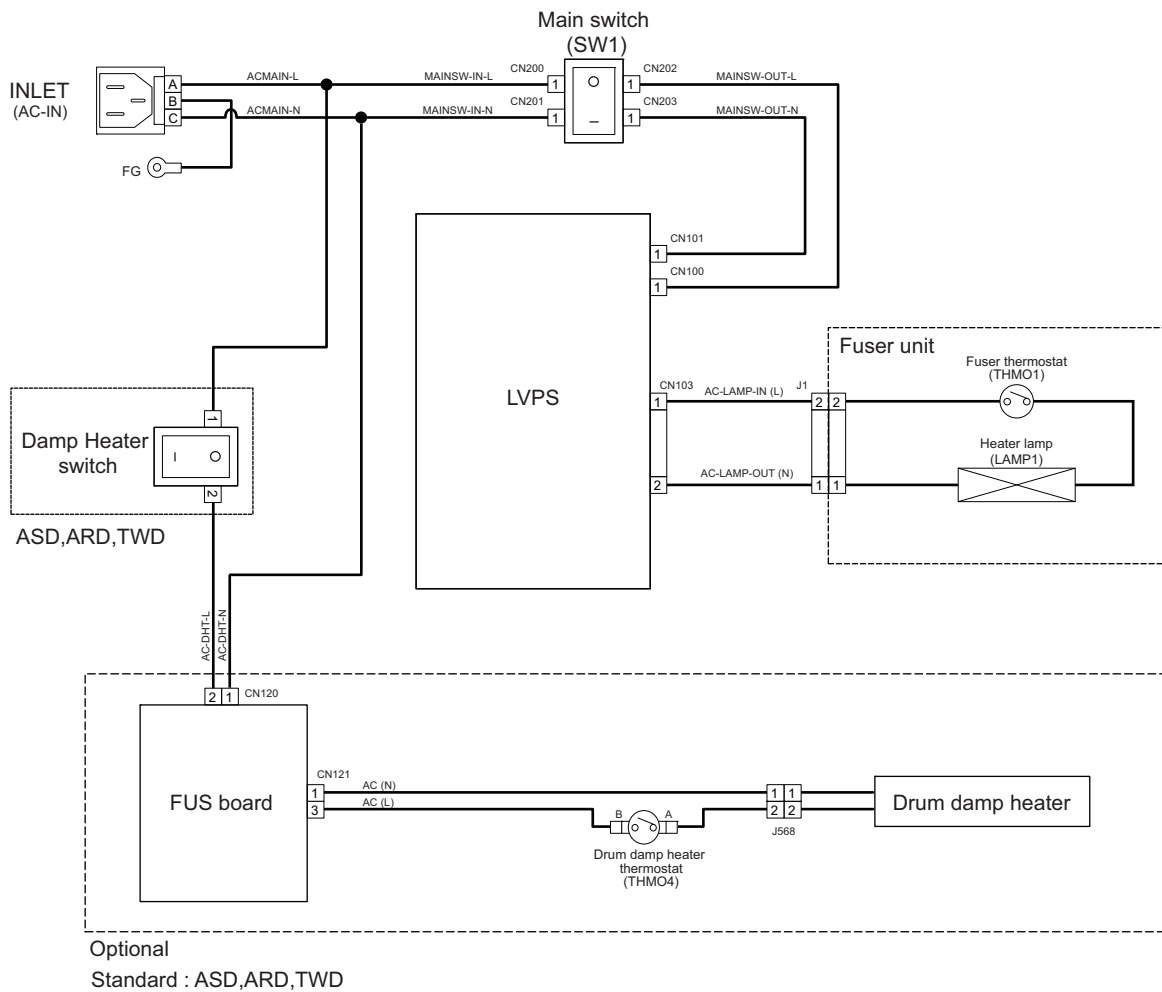 Main switch
(SW1)
INLET
(AC-IN)
A
B
C
ACMAIN-L
MAINSW-IN-L
CN200
1
CN202
1
MAINSW-OUT-L
ACMAIN-N
MAINSW-IN-N
CN201
1
CN203
1
MAINSW-OUT-N
FG
LVPS
CN101
1
CN100
1
Fuser unit
Fuser thermostat
(THMO1)
CN103
1
AC-LAMP-IN (L)
J1
2
2
Heater lamp
(LAMP1)
2
AC-LAMP-OUT (N)
1
1
Damp Heater
switch
1
2
ASD,ARD,TWD
AC-DHT-L
AC-DHT-N
2
1
CN120
FUS board
CN121
1
AC (N)
3
AC (L)
B
A
Drum damp heater
thermostat
(THMO4)
1
1
2
2
J568
Drum damp heater
Optional
Standard : ASD,ARD,TWD